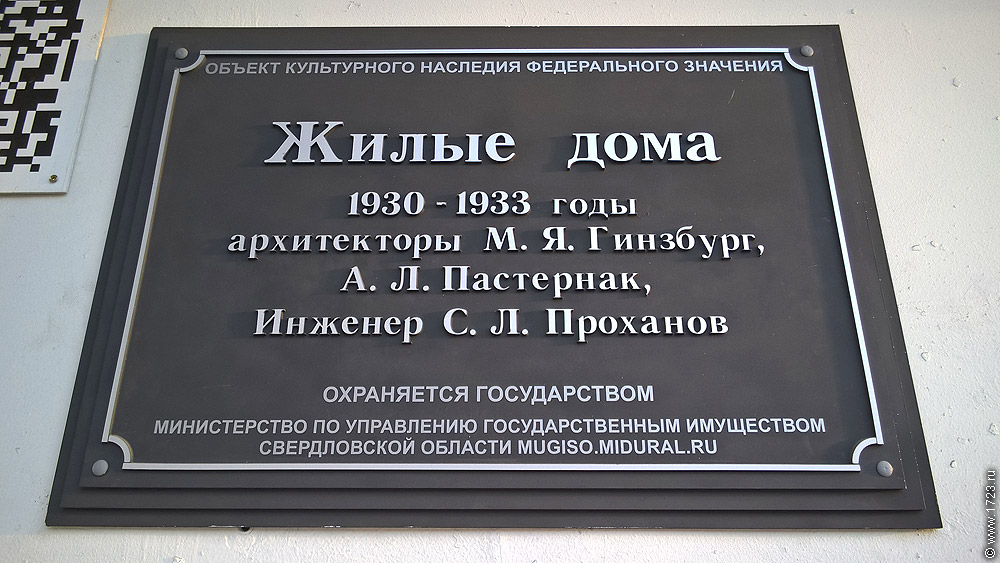 ОБЪЕКТ КУЛЬТУРНОГО НАСЛЕДИЯ ФЕДЕРАЛЬНОГО ЗНАЧЕНИЯ
Жилые дома
1930 - 1933 годы
архитекторы М. Я. Гинзбург,
А. Л. Пастернак,
Инженер С. Л. Проханов
ОХРАНЯЕТСЯ ГОСУДАРСТВОМ
МИНИСТЕРСТВО ПО УПРАВЛЕНИЮ ГОСУДАРСТВЕННЫМ ИМУЩЕСТВОМ
СВЕРДЛОВСКОЙ ОБЛАСТИ MUGISO.MIDURAL.RU
© www.1723.ru